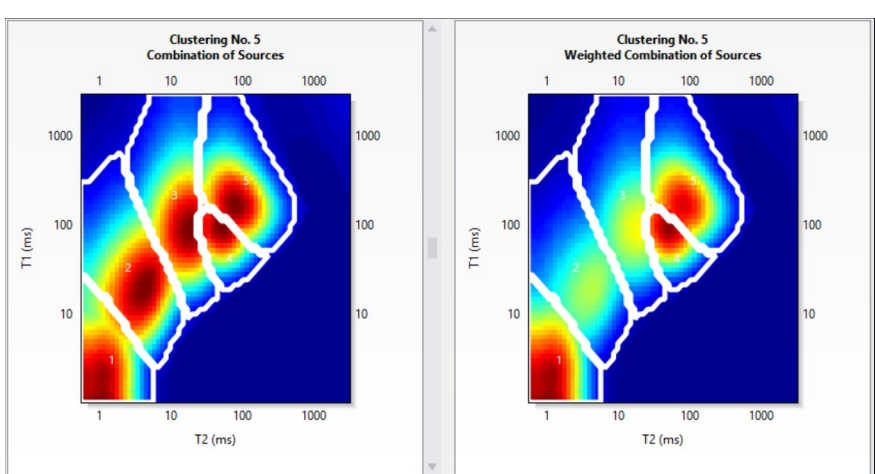 Clustering No. 5
Combination of Sources
1 10 100 1000
1000 1000
100 100
10 10
T1 (ms)
3
5
2
4
1
1 10 100 1000
T2 (ms)
Clustering No. 5
Weighted Combination of Sources
1 10 100 1000
1000 1000
100 100
10 10
T1 (ms)
3
5
2
4
1
1 10 100 1000
T2 (ms)